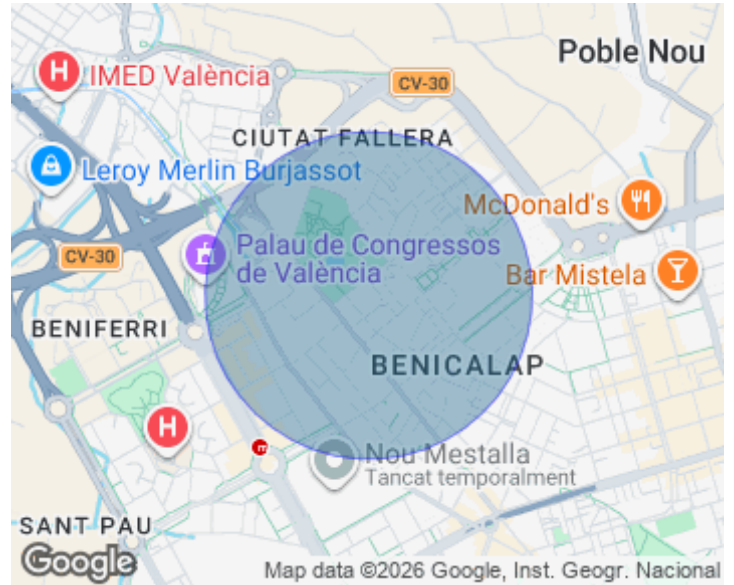 Poble Nou
IMED València
CV-30
CIUTAT FALLERA
Leroy Merlin Burjassot
McDonald's
CV-30
Palau de Congressos
de València
Bar Mistela
BENIFERRI
BENICALAP
H
H
Nou Mestalla
Tancat temporalment
SANT PAU
Google
Map data ©2026 Google, Inst. Geogr. Nacional